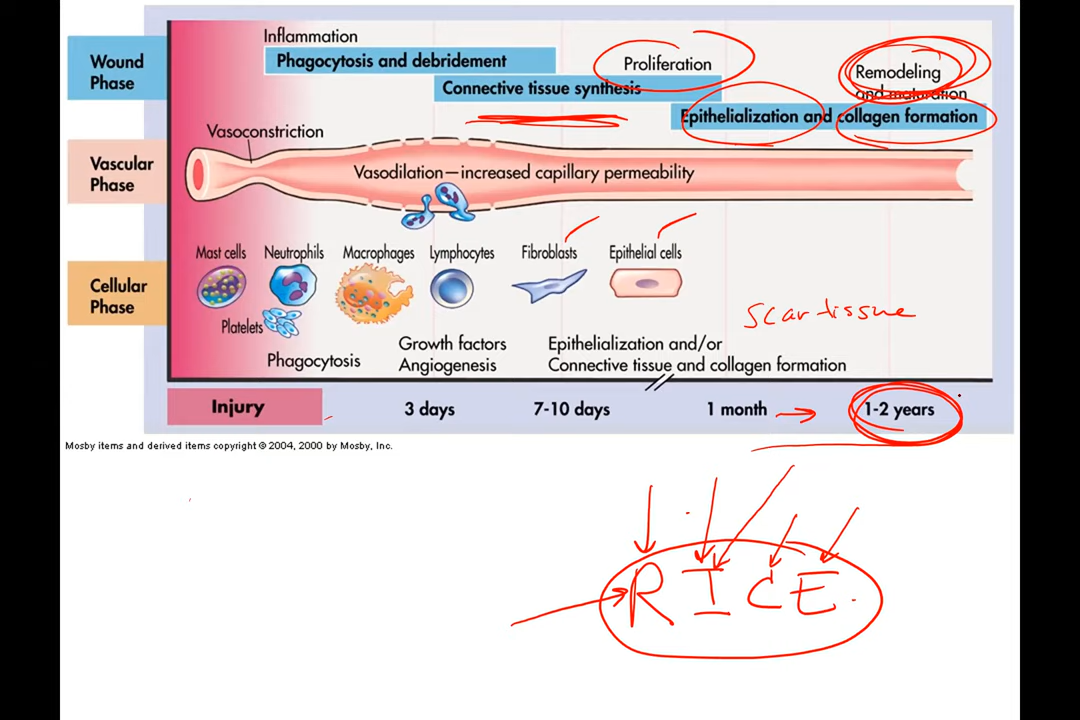 Wound
Phase
Inflammation
Phagocytosis and debridement
Connective tissue synthesis
Proliferation
Remodeling
and maturation
Epithelialization and collagen formation
Vascular
Phase
Vasoconstriction
Vasodilation—increased capillary permeability
Cellular
Phase
Mast cells
Neutrophils
Macrophages
Lymphocytes
Fibroblasts
Epithelial cells
Platelets
Scar tissue
Phagocytosis
Growth factors
Angiogenesis
Epithelialization and/or
Connective tissue and collagen formation
Injury
3 days
7-10 days
1 month
1-2 years
Mosby items and derived items copyright © 2004, 2000 by Mosby, Inc.
RICE